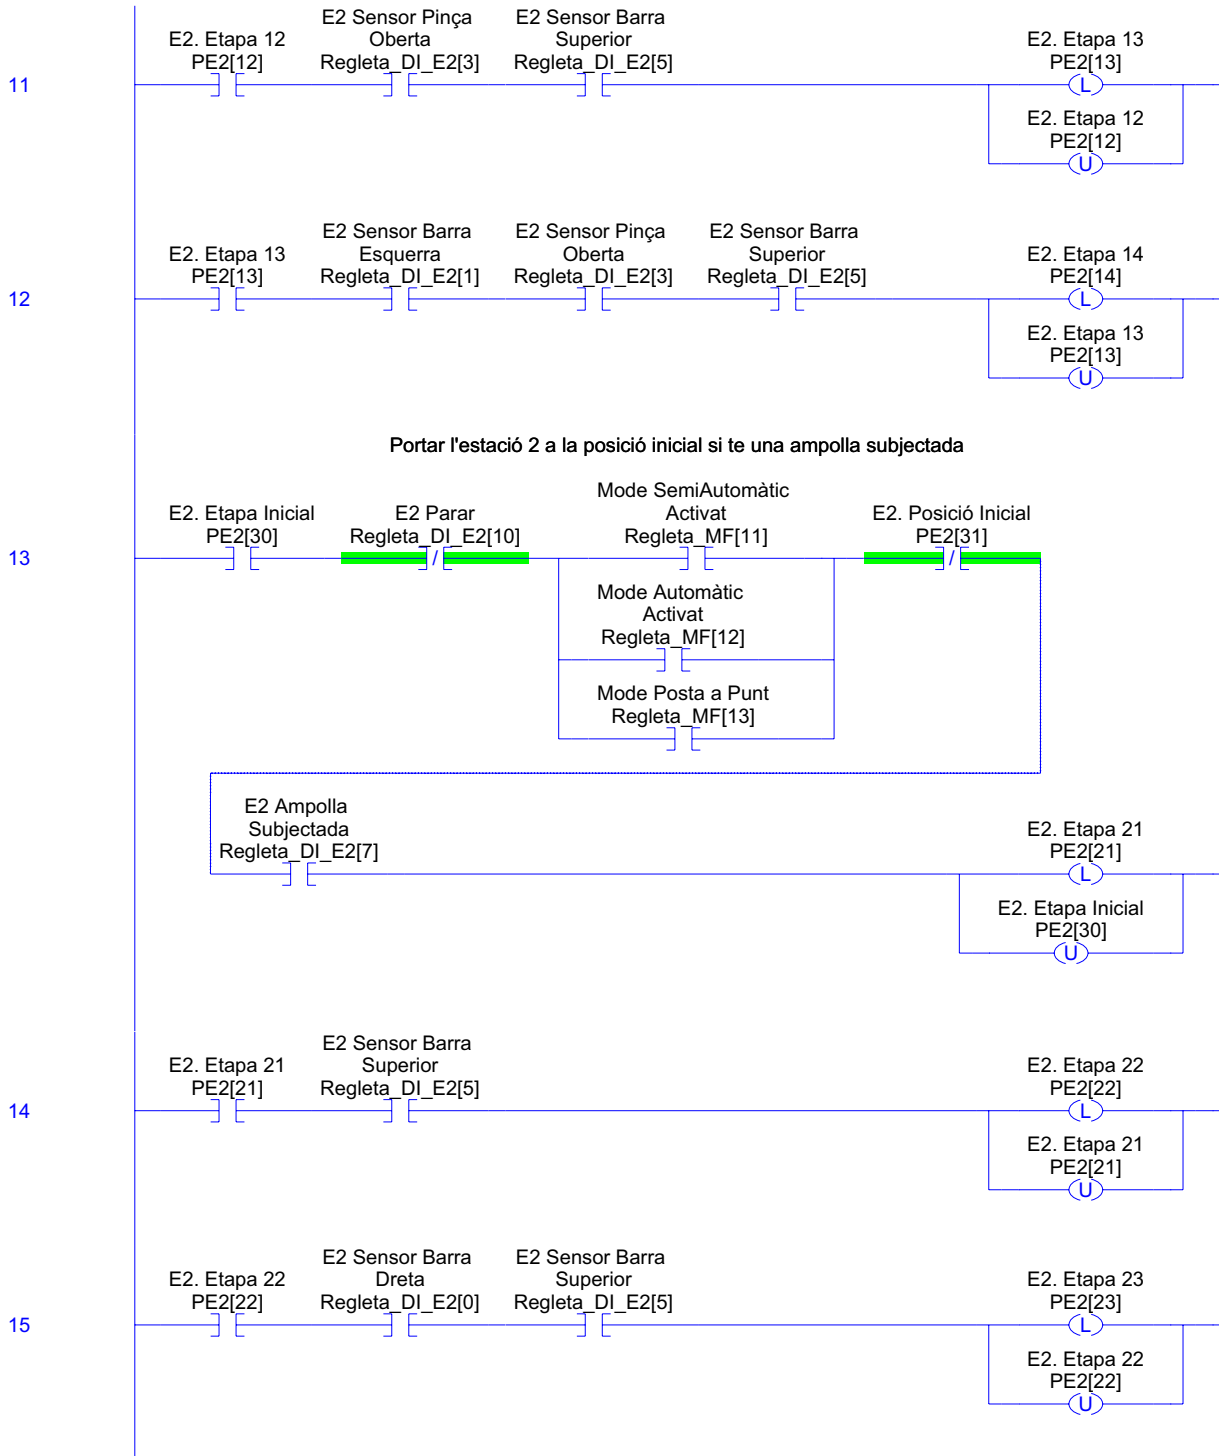 E2. Etapa 12
PE2[12]
E2 Sensor Pinça
Oberta
Regleta_DI_E2[3]
E2 Sensor Barra
Superior
Regleta_DI_E2[5]
E2. Etapa 13
PE2[13]
11
L
E2. Etapa 12
PE2[12]
U
E2. Etapa 13
PE2[13]
E2 Sensor Barra
Esquerra
Regleta_DI_E2[1]
E2 Sensor Pinça
Oberta
Regleta_DI_E2[3]
E2 Sensor Barra
Superior
Regleta_DI_E2[5]
E2. Etapa 14
PE2[14]
12
L
E2. Etapa 13
PE2[13]
U
Portar l'estació 2 a la posició inicial si te una ampolla subjectada
E2. Etapa Inicial
PE2[30]
E2 Parar
Regleta_DI_E2[10]
Mode SemiAutomàtic
Activat
Regleta_MF[11]
E2. Posició Inicial
PE2[31]
13
/
/
Mode Automàtic
Activat
Regleta_MF[12]
Mode Posta a Punt
Regleta_MF[13]
E2 Ampolla
Subjectada
Regleta_DI_E2[7]
E2. Etapa 21
PE2[21]
L
E2. Etapa Inicial
PE2[30]
U
E2. Etapa 21
PE2[21]
E2 Sensor Barra
Superior
Regleta_DI_E2[5]
E2. Etapa 22
PE2[22]
14
L
E2. Etapa 21
PE2[21]
U
E2. Etapa 22
PE2[22]
E2 Sensor Barra
Dreta
Regleta_DI_E2[0]
E2 Sensor Barra
Superior
Regleta_DI_E2[5]
E2. Etapa 23
PE2[23]
15
L
E2. Etapa 22
PE2[22]
U